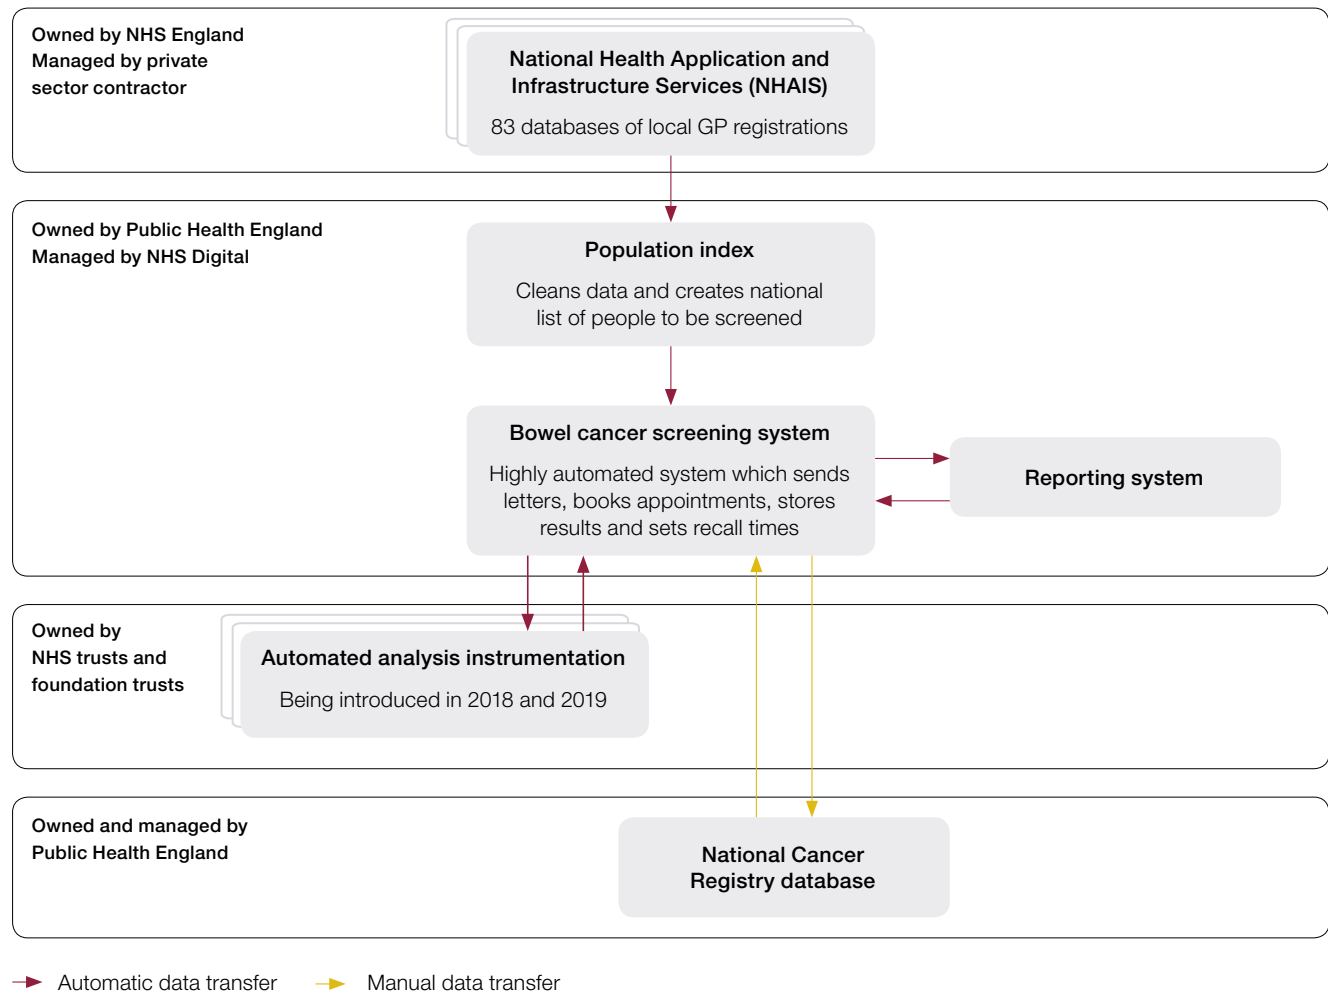 Owned by NHS England
Managed by private
sector contractor
National Health Application and
Infrastructure Services (NHAIS)
83 databases of local GP registrations
Owned by Public Health England
Managed by NHS Digital
Population index
Cleans data and creates national
list of people to be screened
Bowel cancer screening system
Highly automated system which sends
letters, books appointments, stores
results and sets recall times
Reporting system
Owned by
NHS trusts and
foundation trusts
Automated analysis instrumentation
Being introduced in 2018 and 2019
Owned and managed by
Public Health England
National Cancer
Registry database
Automatic data transfer
Manual data transfer